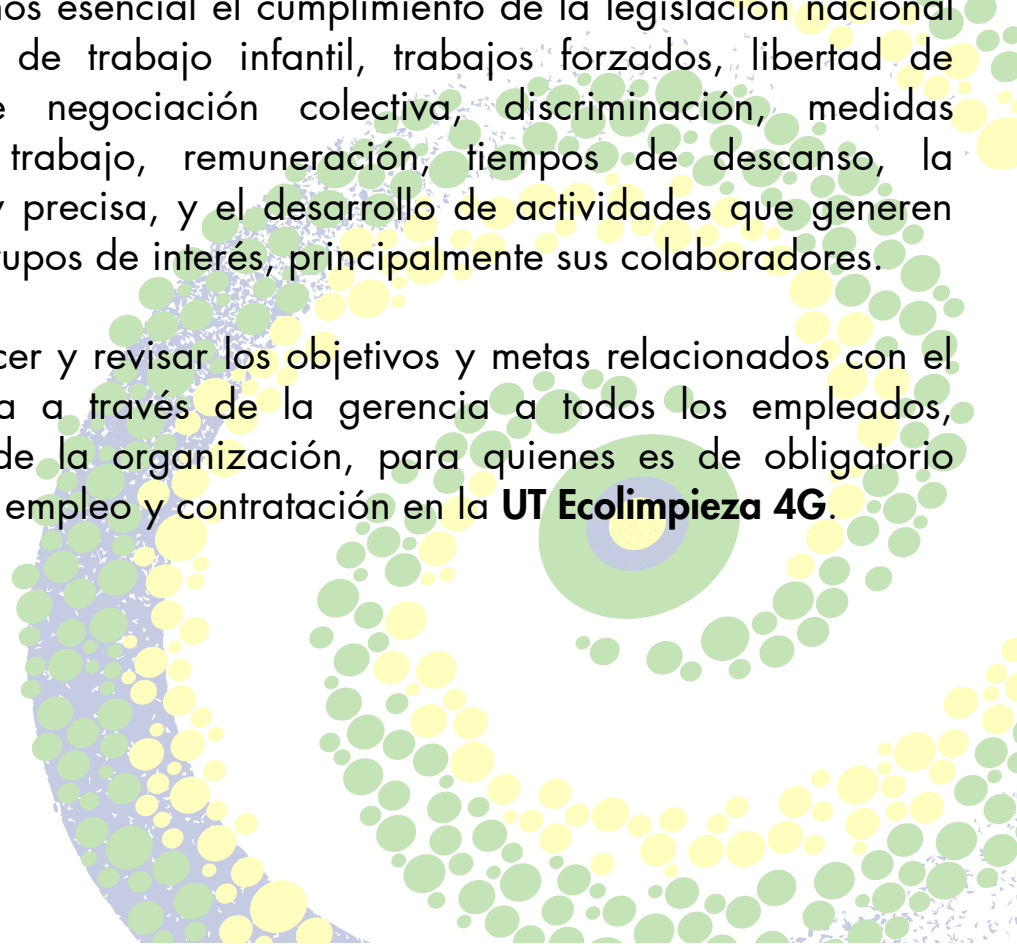 esencial el cumplimiento de la legislación nacional
de trabajo infantil, trabajos forzados, libertad de
negociación colectiva, discriminación, medidas
trabajo, remuneración, tiempos de descanso, la
y precisa, y el desarrollo de actividades que generen
rupos de interés, principalmente sus colaboradores.
cer y revisar los objetivos y metas relacionados con el
a a través de la gerencia a todos los empleados,
de la organización, para quienes es de obligatorio
empleo y contratación en la UT Ecolimpieza 4G.